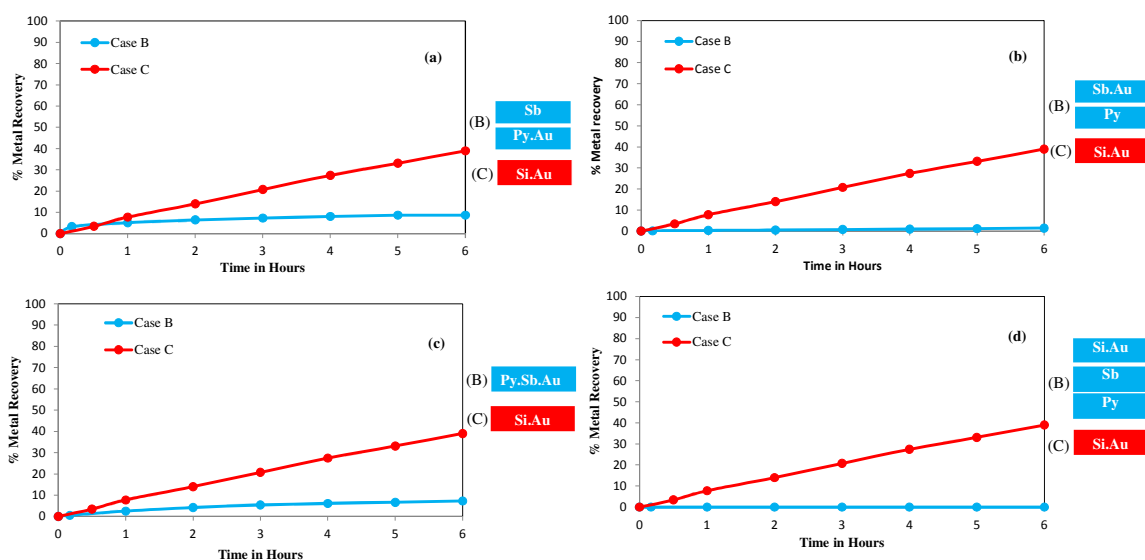 100
90
80
70
60
50
40
30
20
10
0
% Metal Recovery
Case B
Case C
(a)
0 1 2 3 4 5 6
Time in Hours
(B) Sb
Py.Au
(C) Si.Au
100
90
80
70
60
50
40
30
20
10
0
% Metal recovery
Case B
Case C
(b)
0 1 2 3 4 5 6
Time in Hours
(B) Sb.Au
Py
(C) Si.Au
100
90
80
70
60
50
40
30
20
10
0
% Metal Recovery
Case B
Case C
(c)
0 1 2 3 4 5 6
Time in Hours
(B) Py.Sb.Au
(C) Si.Au
100
90
80
70
60
50
40
30
20
10
0
% Metal Recovery
Case B
Case C
(d)
0 1 2 3 4 5 6
Time in Hours
Si.Au
(B) Sb
Py
(C) Si.Au